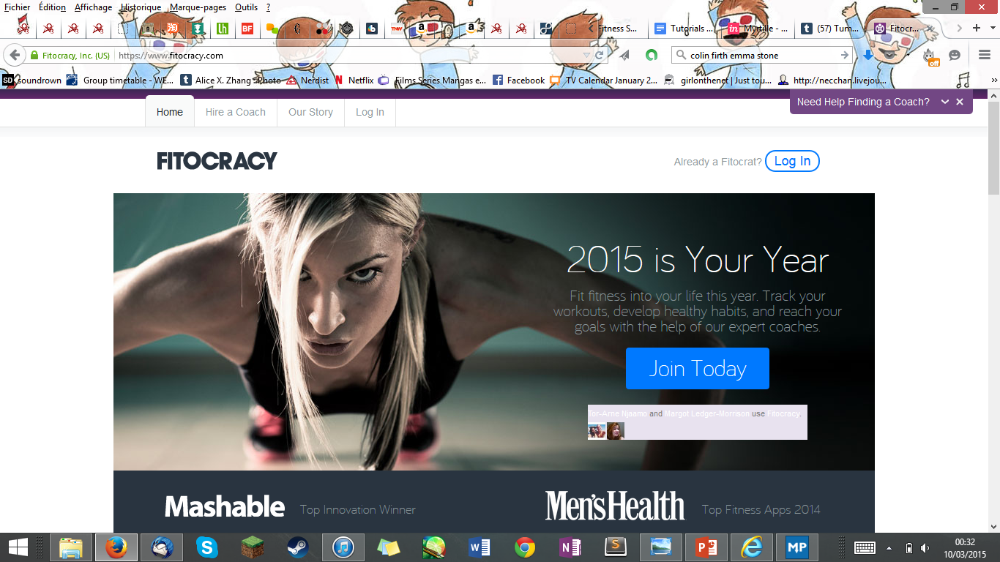 Fichier Édition Affichage Historique Marque-pages Outils ?
BF TMW a a Fitness S... Tutorials ... in Myrtille - ... t (57) Tum... Fitocr...
Fitocracy, Inc. (US) https://www.fitocracy.com colin firth emma stone off
SD soundrown Group timetable - WE... t Alice X. Zhang - Photo Nerdist N Netflix Films Series Mangas e... Facebook TV Calendar January 2... girlonthenet | Just tou... http://necchan.livejou... »
Home Hire a Coach Our Story Log In
Need Help Finding a Coach?
FITOCRACY
Already a Fitocrat? Log In
2015 is Your Year
Fit fitness into your life this year. Track your
workouts, develop healthy habits, and reach your
goals with the help of our expert coaches.
Join Today
Tor-Arne Njaamo and Margot Ledger-Morrison use Fitocracy.
Mashable Top Innovation Winner
Men'sHealth Top Fitness Apps 2014
00:32
10/03/2015